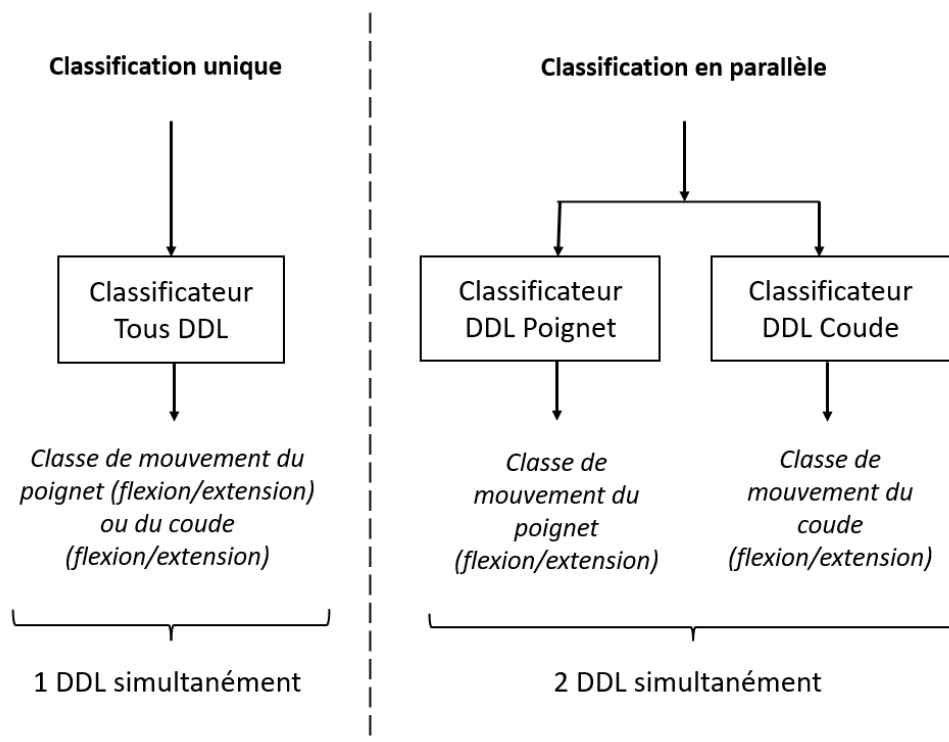 Classification unique
Classificateur
Tous DDL
Classe de mouvement du
poignet (flexion/extension)
ou du coude
(flexion/extension)
1 DDL simultanément
Classification en parallèle
Classificateur
DDL Poignet
Classificateur
DDL Coude
Classe de
mouvement du
poignet
(flexion/extension)
Classe de
mouvement du
coude
(flexion/extension)
2 DDL simultanément